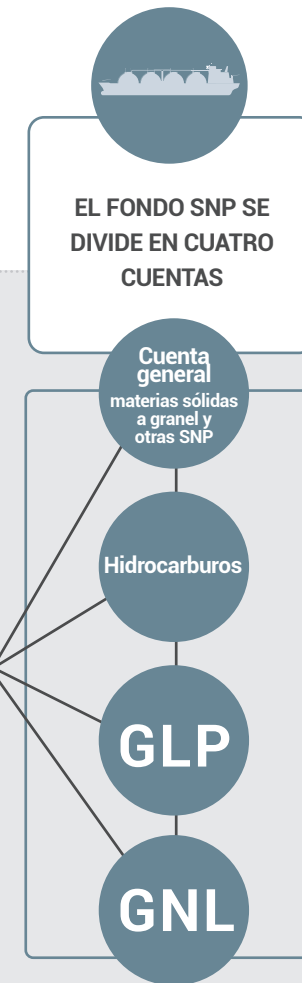 EL FONDO SNP SE
DIVIDE EN CUATRO
CUENTAS
Cuenta
general
materias sólidas
a granel y
otras SNP
Hidrocarburos
GLP
GNL